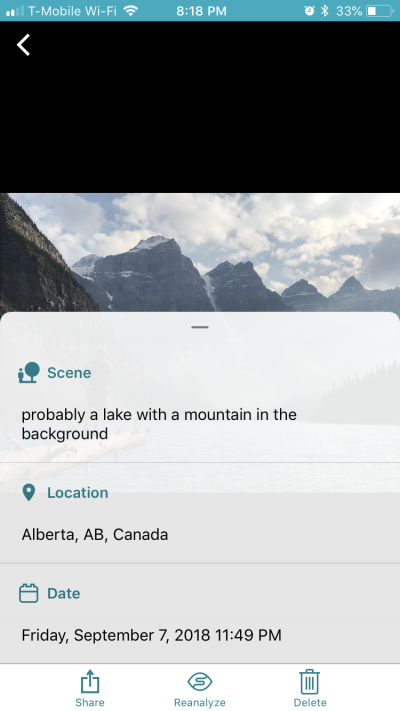 T-Mobile Wi-Fi 8:18 PM 33%
Scene
probably a lake with a mountain in the
background
Location
Alberta, AB, Canada
Date
Friday, September 7, 2018 11:49 PM
Share Reanalyze Delete